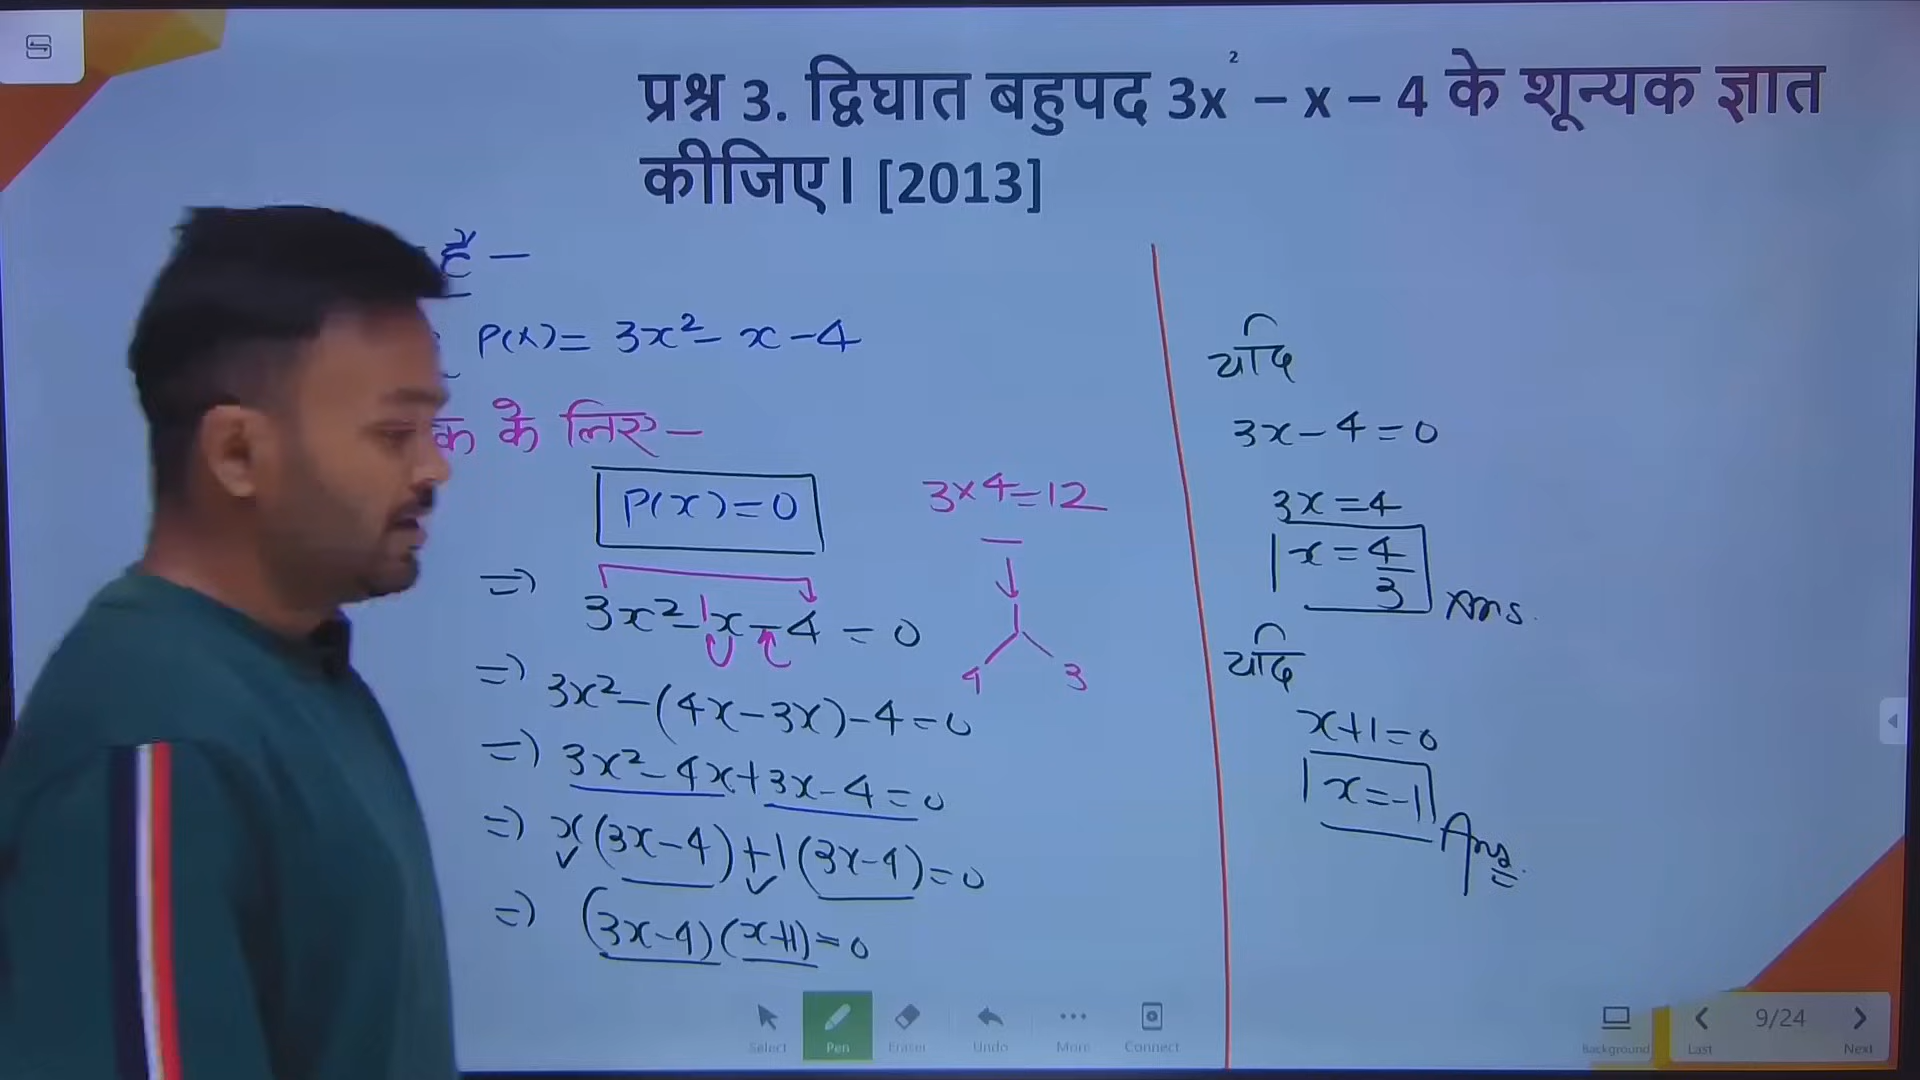 प्रश्न 3. द्विघात बहुपद 3x² – x – 4 के शून्यक ज्ञात
कीजिए। [2013]
है –
P(x) = 3x² – x – 4
के लिए –
P(x) = 0
3×4=12
4 3
=> 3x² – 1x – 4 = 0
=> 3x² – (4x – 3x) – 4 = 0
=> 3x² – 4x + 3x – 4 = 0
=> x(3x – 4) + 1(3x – 4) = 0
=> (3x – 4)(x+1) = 0
यदि
3x – 4 = 0
3x = 4
x = 4/3 Ans.
यदि
x+1=0
x=-1 Ans.
Select Pen Eraser Undo More Connect
Background Last 9/24 Next